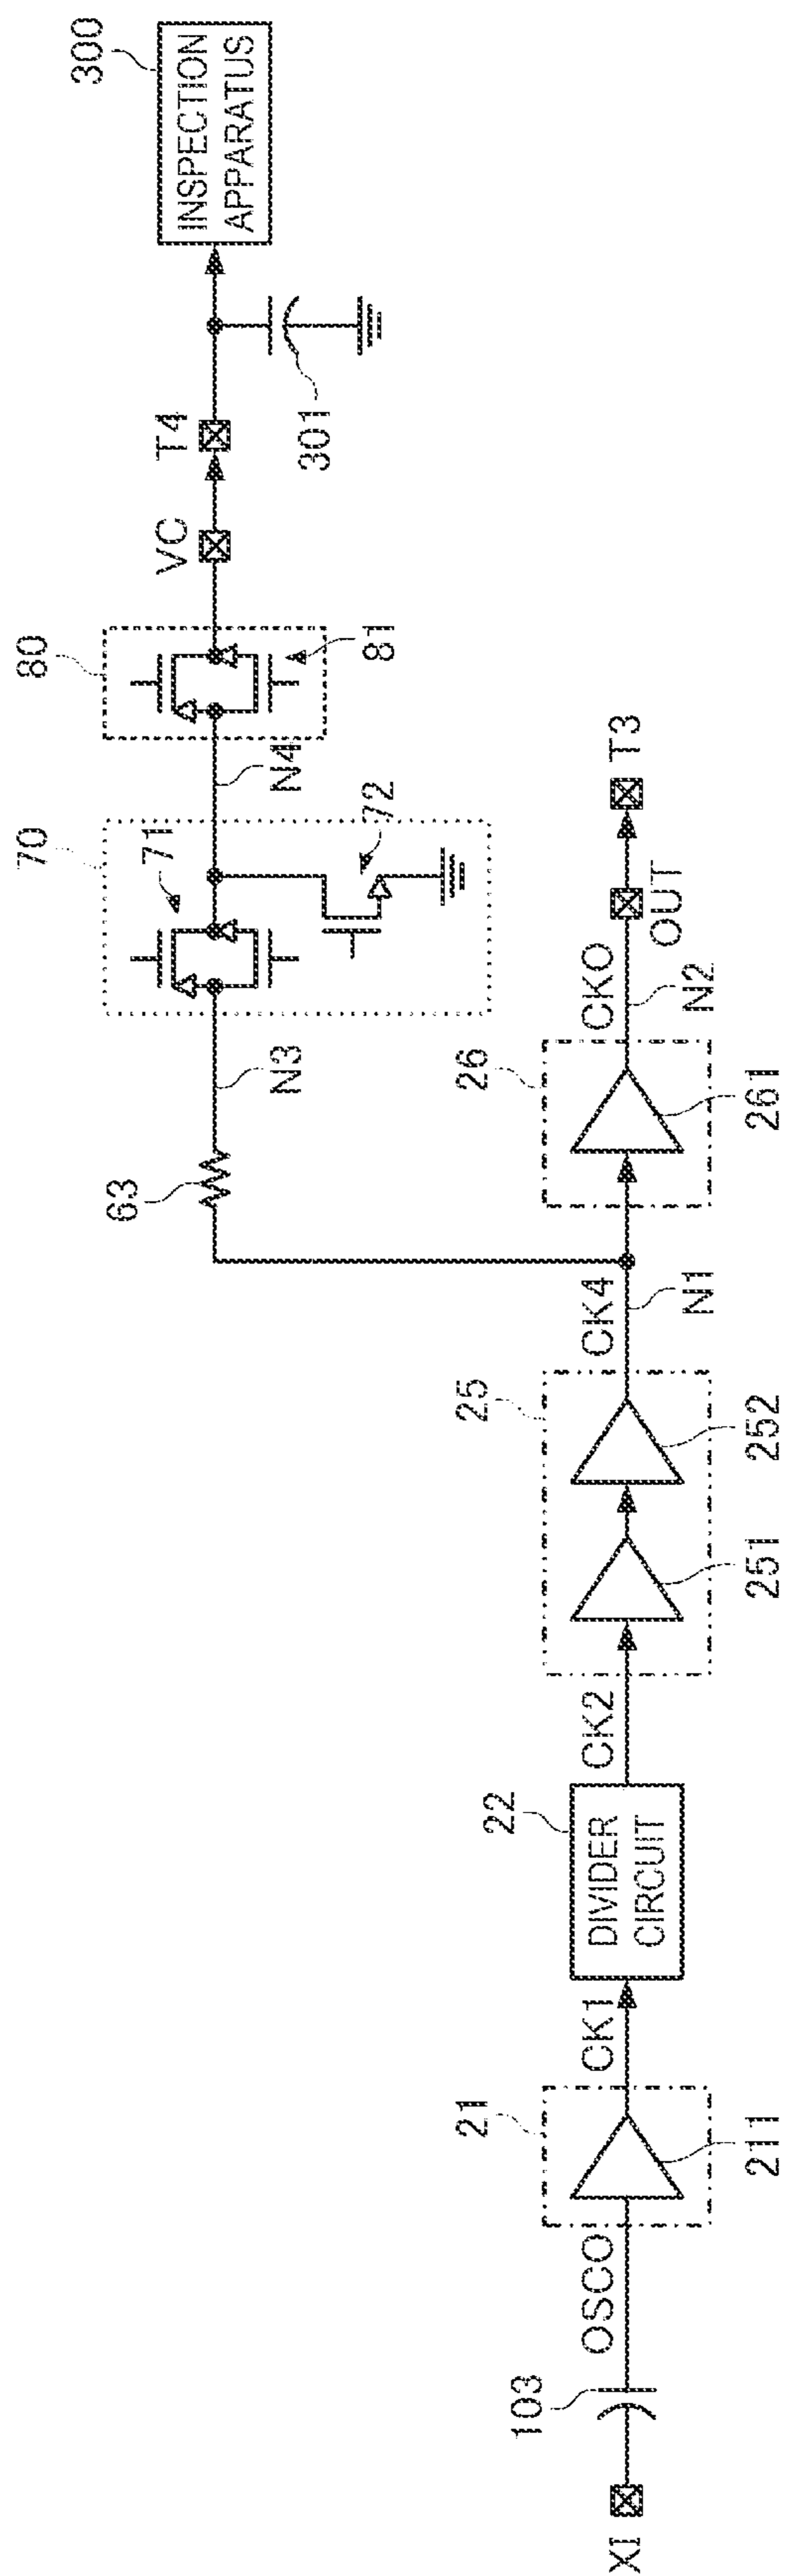 300
INSPECTION
APPARATUS
T4
301
VC
80
81
N4
70
71
72
N3
63
XI
103
OSCO
21
211
CK1
22
DIVIDER
CIRCUIT
CK2
25
251
252
CK4
N1
26
261
CKO
N2
OUT
T3